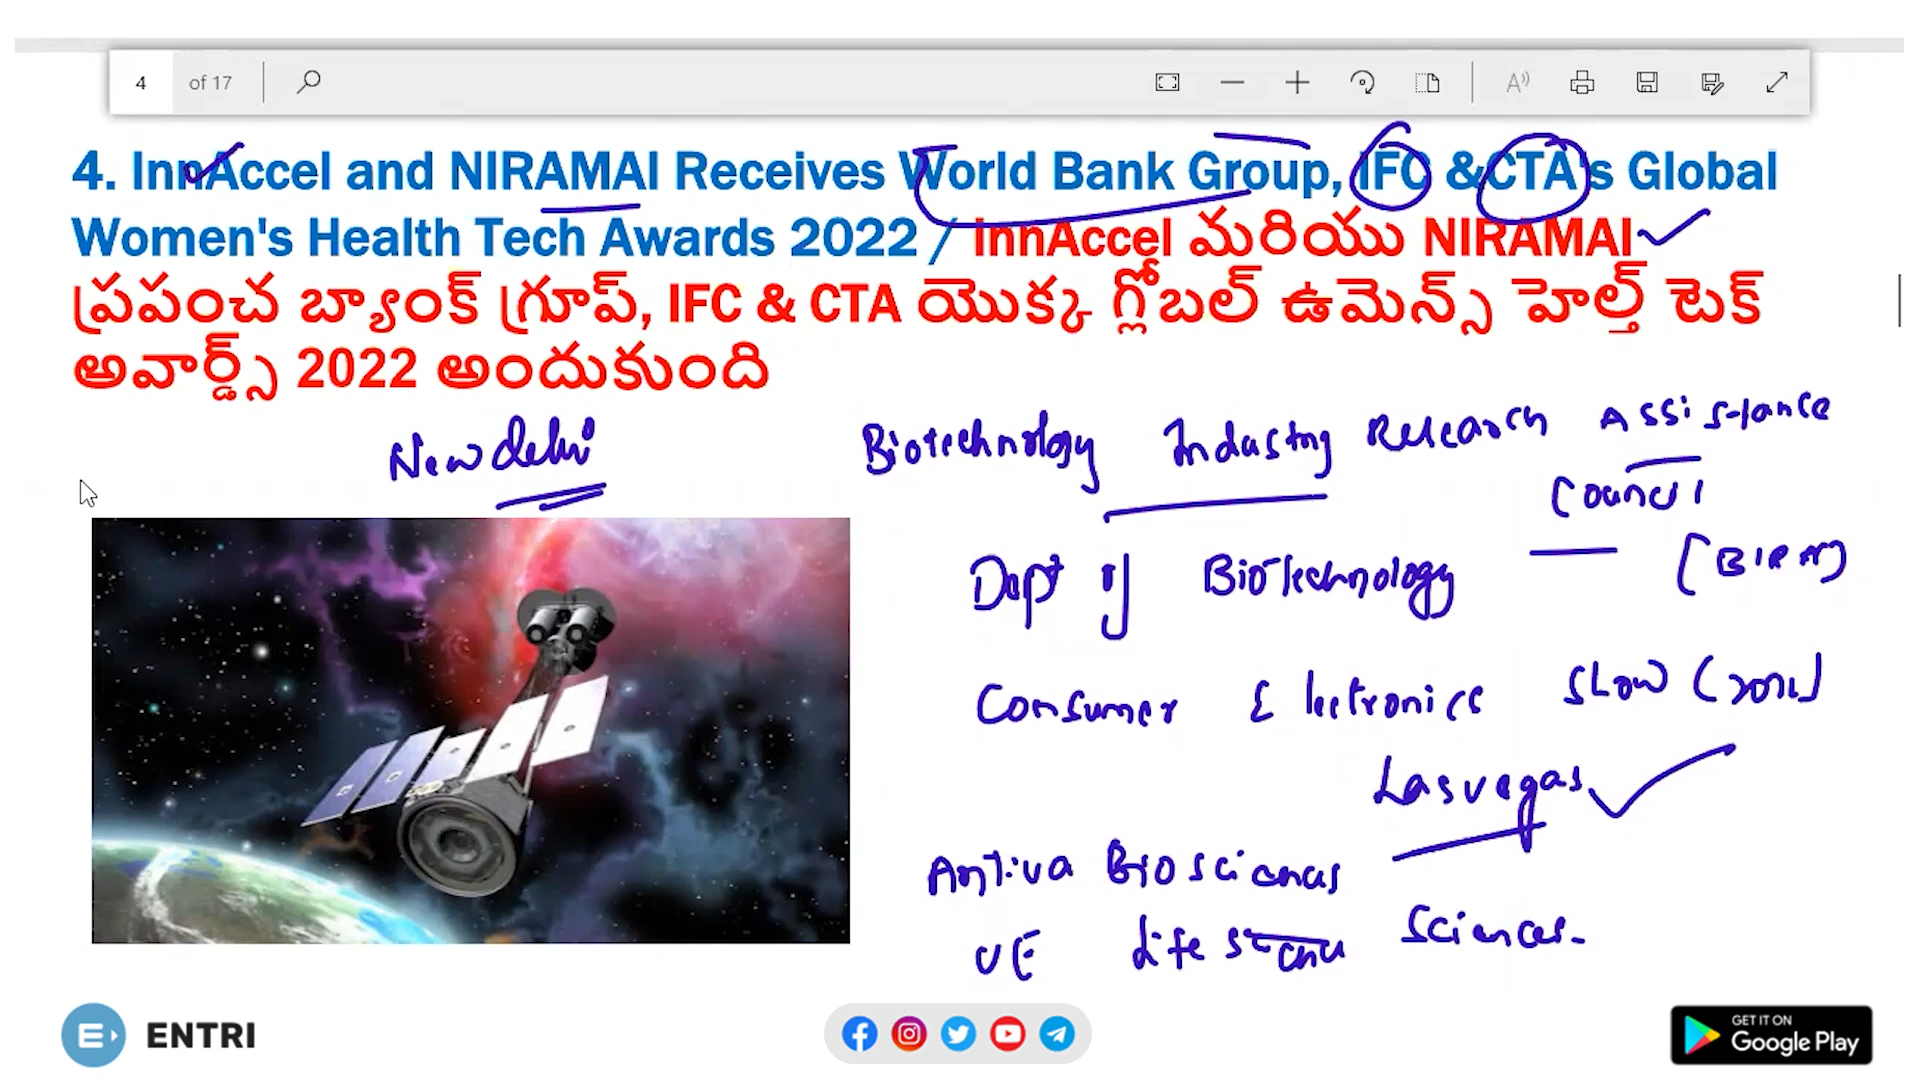 4 of 17
4. InnAccel and NIRAMAI Receives World Bank Group, IFC &CTA's Global
Women's Health Tech Awards 2022 / InnAccel మరియు NIRAMAI
ప్రపంచ బ్యాంక్ గ్రూప్, IFC & CTA యొక్క గ్లోబల్ ఉమెన్స్ హెల్త్ టెక్
అవార్డ్స్ 2022 అందుకుంది
New delhi
Biotechnology Industry Research Assistance
Council
Dept of Biotechnology
Consumer Electronics Show
Lasvegas
Life Sciences
ENTRI
GET IT ON
Google Play